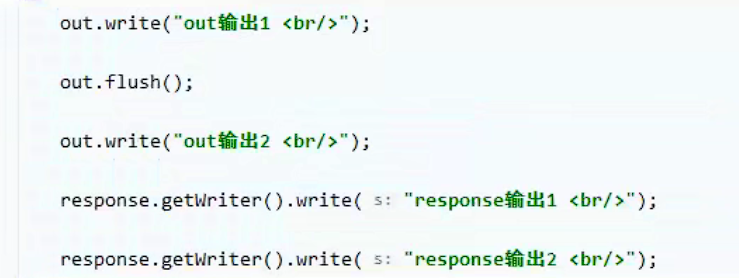 out.write("out输出1 <br/>");
out.flush();
out.write("out输出2 <br/>");
response.getWriter().write( s: "response输出1 <br/>");
response.getWriter().write( s: "response输出2 <br/>");